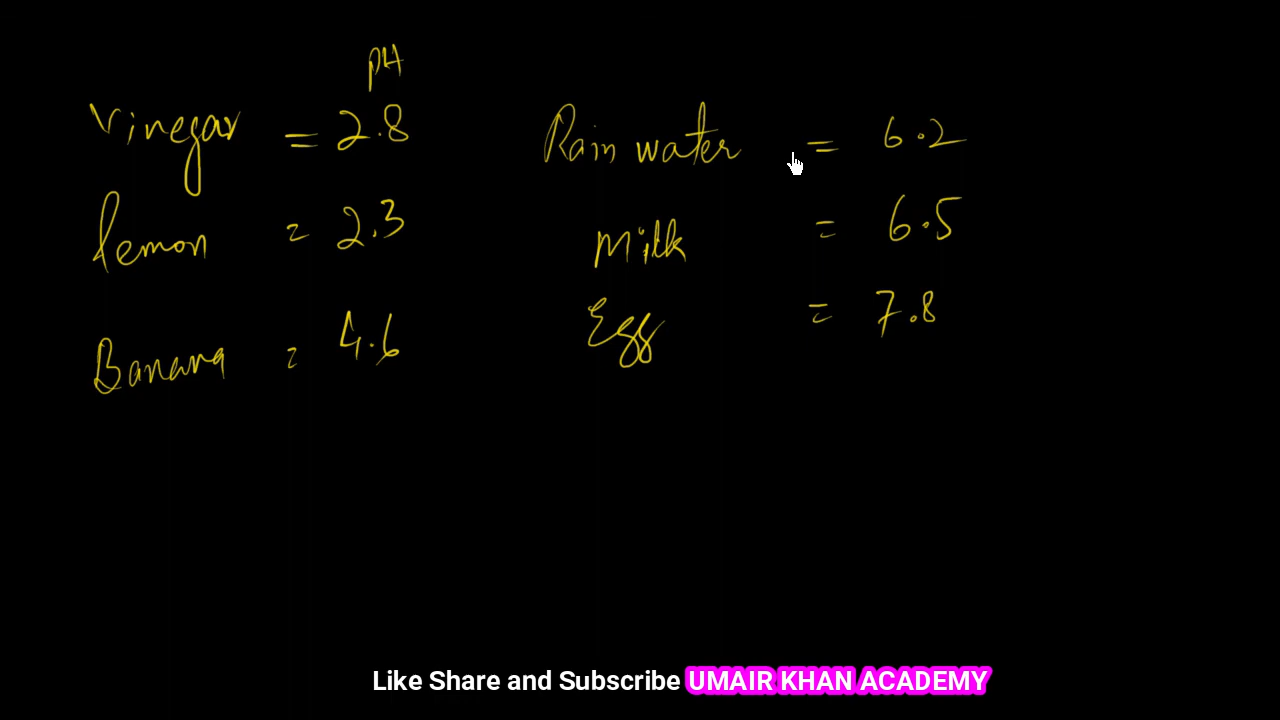 pH
Vinegar = 2.8
lemon = 2.3
Banana = 4.6
Rain water = 6.2
Milk = 6.5
Egg = 7.8
Like Share and Subscribe UMAIR KHAN ACADEMY